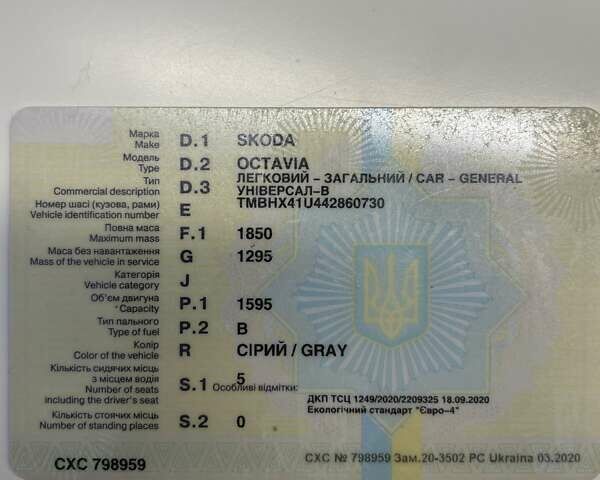 Марка
Make D.1 SKODA
Модель
Type D.2 OCTAVIA
Тип
Commercial description D.3 ЛЕГКОВИЙ – ЗАГАЛЬНИЙ / CAR – GENERAL
УНІВЕРСАЛ-В
Номер шасі (кузова, рами)
Vehicle identification number E TMBHX41U442860730
Повна маса
Maximum mass F.1 1850
Маса без навантаження
Mass of the vehicle in service G 1295
Категорія
Vehicle category J
Об'єм двигуна
Capacity P.1 1595
Тип пального
Type of fuel P.2 B
Колір
Color of the vehicle R СІРИЙ / GRAY
Кількість сидячих місць
з місцем водія
Number of seats
including the driver's seat S.1 5
Особливі відмітки:
ДКП ТСЦ 1249/2020/2209325 18.09.2020
Екологічний стандарт "Євро-4"
Кількість стоячих місць
Number of standing places S.2 0
СХС 798959
СХС № 798959 Зам.20-3502 РС Ukraina 03.2020